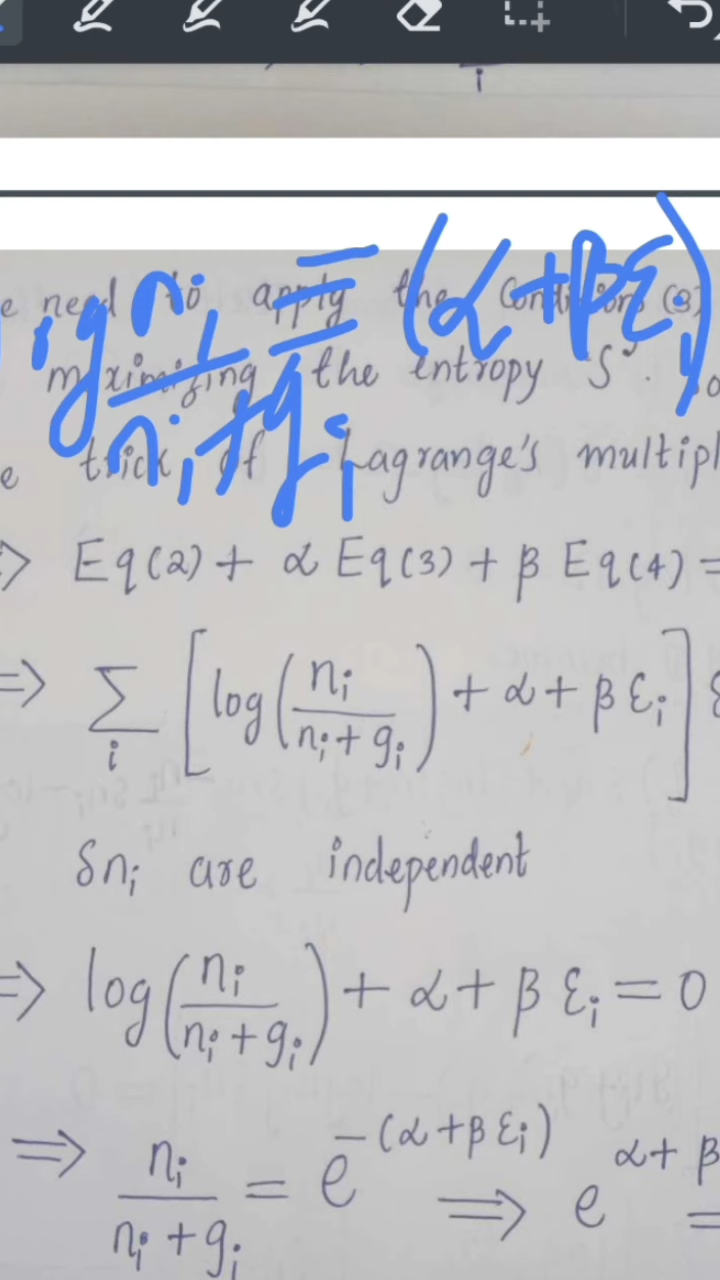 i
e need to apply the Conditions (3)
log n_i/(n_i + g_i) = -(α + βε_i)
maximizing the entropy S.
e trick of Lagrange's multipl
⇒ Eq(2) + α Eq(3) + β Eq(4) =
⇒ Σ_i [log(n_i/(n_i + g_i)) + α + β ε_i] δ
δn_i are independent
⇒ log(n_i/(n_i + g_i)) + α + β ε_i = 0
⇒ n_i/(n_i + g_i) = e^{-(α + β ε_i)} ⇒ e^{α + β} =